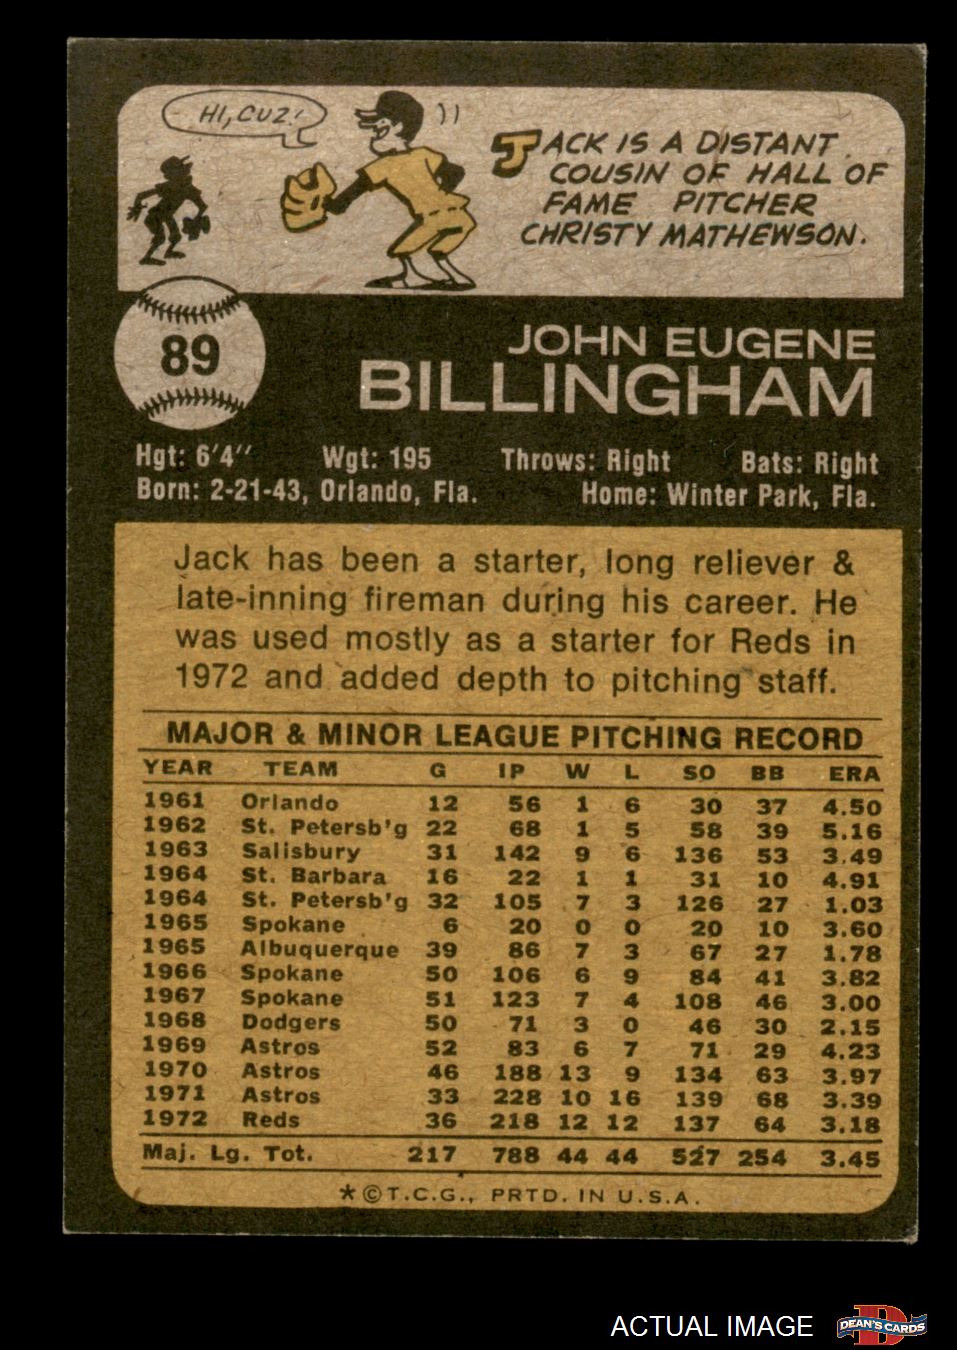 HI, CUZ!
JACK IS A DISTANT
COUSIN OF HALL OF
FAME PITCHER
CHRISTY MATHEWSON.
89
JOHN EUGENE
BILLINGHAM
Hgt: 6'4" Wgt: 195 Throws: Right Bats: Right
Born: 2-21-43, Orlando, Fla. Home: Winter Park, Fla.
Jack has been a starter, long reliever &
late-inning fireman during his career. He
was used mostly as a starter for Reds in
1972 and added depth to pitching staff.
MAJOR & MINOR LEAGUE PITCHING RECORD
YEAR TEAM G IP W L SO BB ERA
1961 Orlando 12 56 1 6 30 37 4.50
1962 St. Petersb'g 22 68 1 5 58 39 5.16
1963 Salisbury 31 142 9 6 136 53 3.49
1964 St. Barbara 16 22 1 1 31 10 4.91
1964 St. Petersb'g 32 105 7 3 126 27 1.03
1965 Spokane 6 20 0 0 20 10 3.60
1965 Albuquerque 39 86 7 3 67 27 1.78
1966 Spokane 50 106 6 9 84 41 3.82
1967 Spokane 51 123 7 4 108 46 3.00
1968 Dodgers 50 71 3 0 46 30 2.15
1969 Astros 52 83 6 7 71 29 4.23
1970 Astros 46 188 13 9 134 63 3.97
1971 Astros 33 228 10 16 139 68 3.39
1972 Reds 36 218 12 12 137 64 3.18
Maj. Lg. Tot. 217 788 44 44 527 254 3.45
*©T.C.G., PRTD. IN U.S.A.
ACTUAL IMAGE
D
DEAN'S CARDS